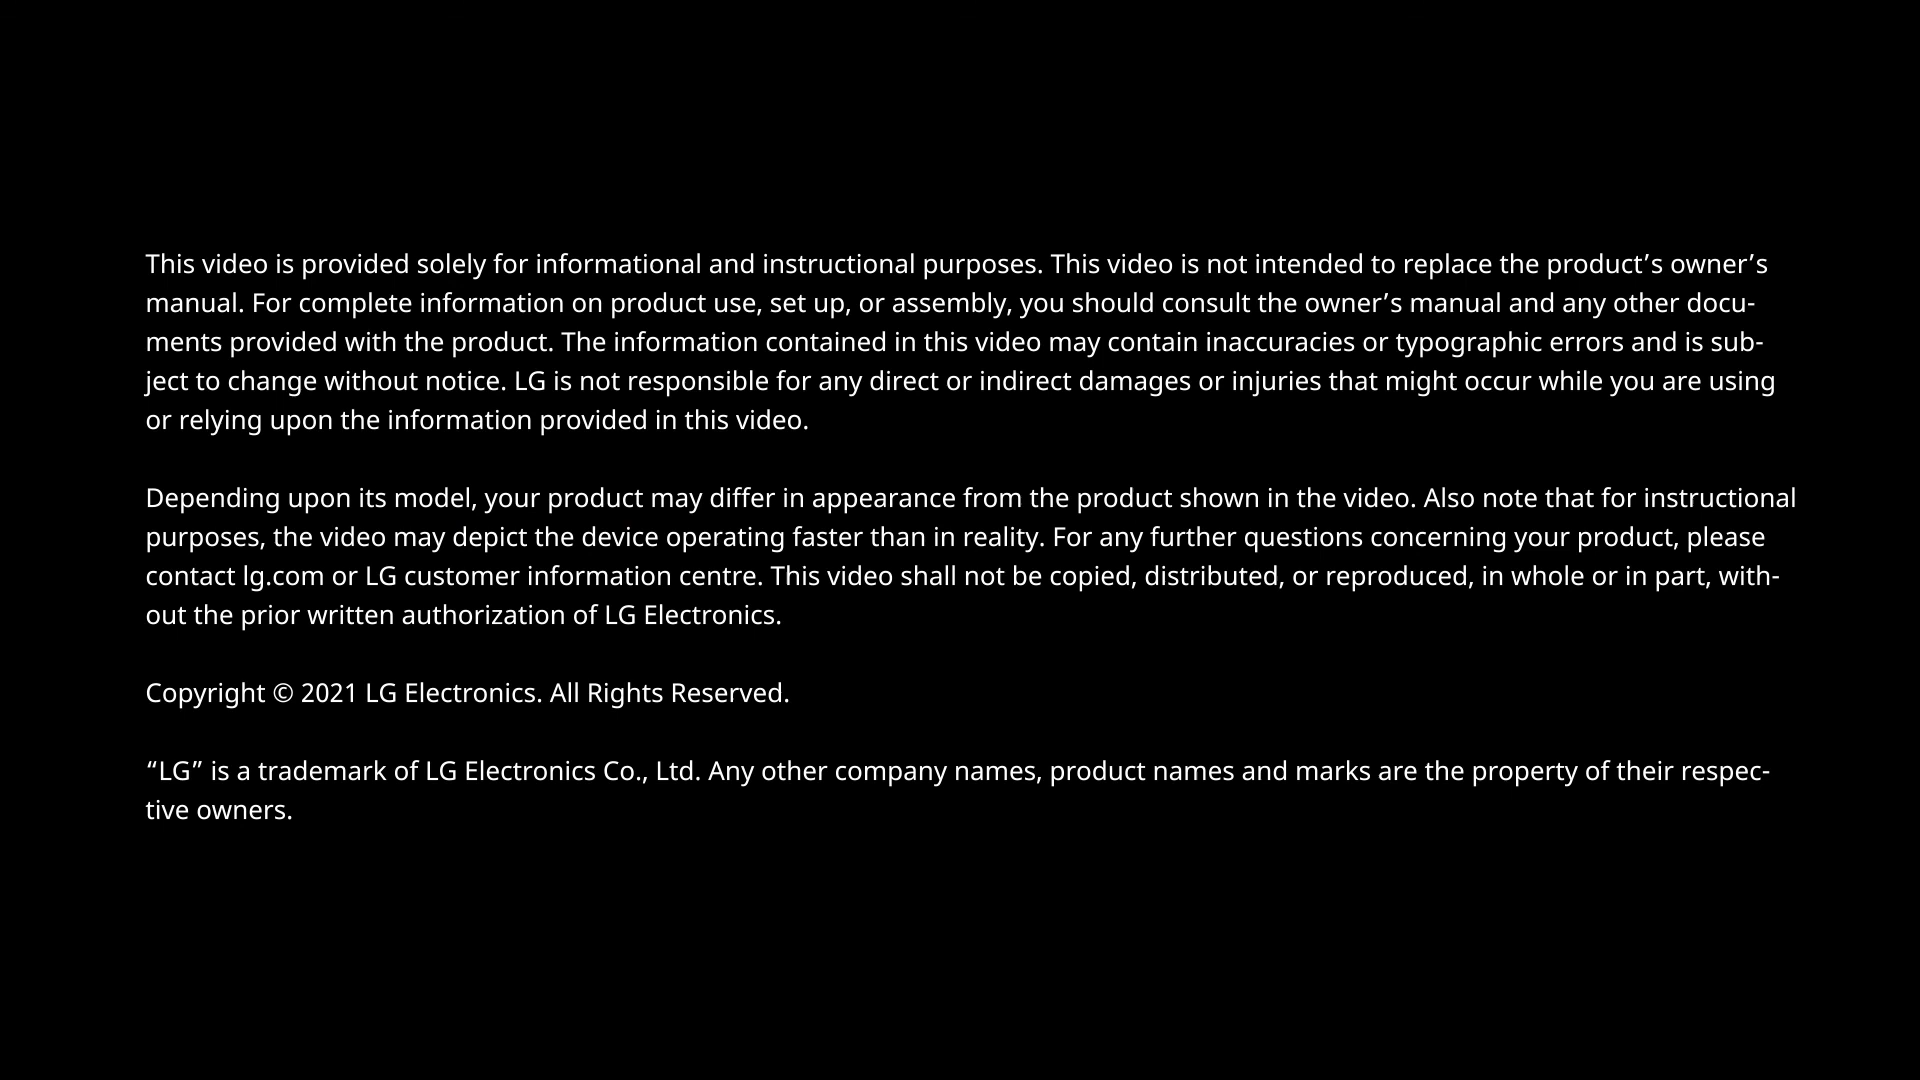 This video is provided solely for informational and instructional purposes. This video is not intended to replace the product’s owner’s
manual. For complete information on product use, set up, or assembly, you should consult the owner’s manual and any other docu-
ments provided with the product. The information contained in this video may contain inaccuracies or typographic errors and is sub-
ject to change without notice. LG is not responsible for any direct or indirect damages or injuries that might occur while you are using
or relying upon the information provided in this video.
Depending upon its model, your product may differ in appearance from the product shown in the video. Also note that for instructional
purposes, the video may depict the device operating faster than in reality. For any further questions concerning your product, please
contact lg.com or LG customer information centre. This video shall not be copied, distributed, or reproduced, in whole or in part, with-
out the prior written authorization of LG Electronics.
Copyright © 2021 LG Electronics. All Rights Reserved.
“LG” is a trademark of LG Electronics Co., Ltd. Any other company names, product names and marks are the property of their respec-
tive owners.